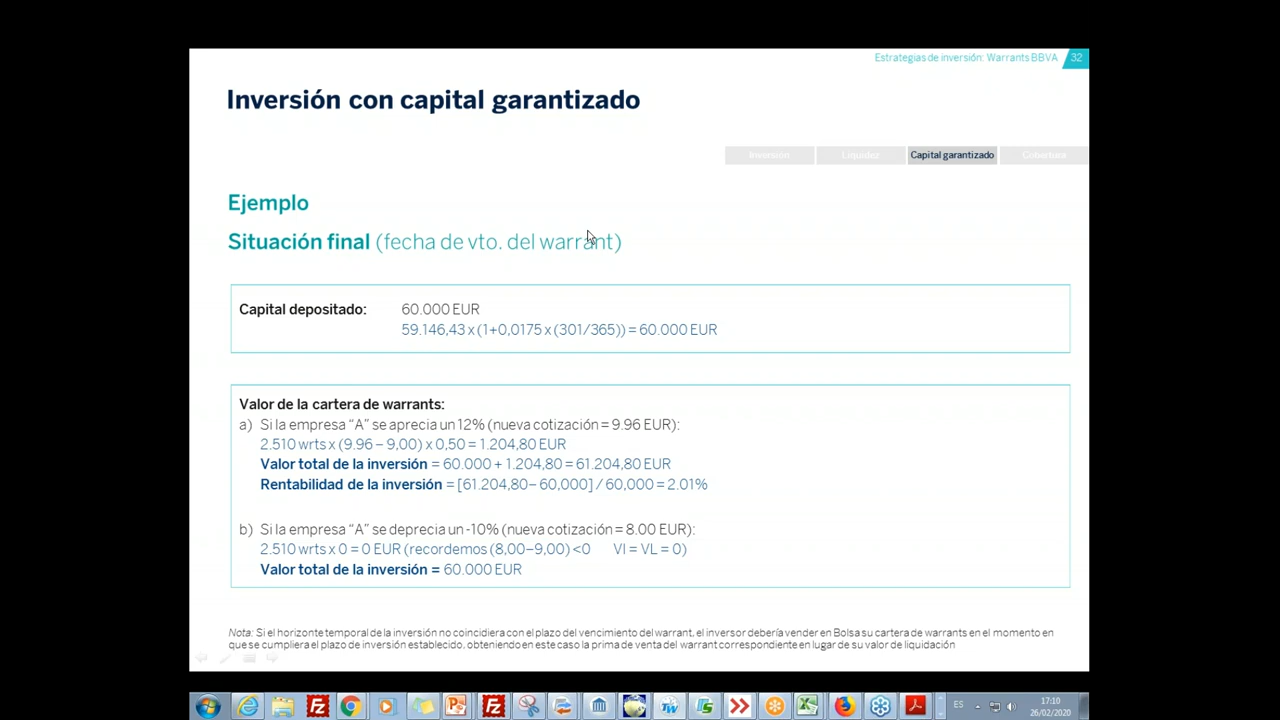 Estrategias de inversión: Warrants BBVA 32
Inversión con capital garantizado
Inversión Liquidez Capital garantizado Cobertura
Ejemplo
Situación final (fecha de vto. del warrant)
Capital depositado: 60.000 EUR
59.146,43 x (1+0,0175 x (301/365)) = 60.000 EUR
Valor de la cartera de warrants:
a) Si la empresa “A” se aprecia un 12% (nueva cotización = 9.96 EUR):
2.510 wrts x (9.96 – 9,00) x 0,50 = 1.204,80 EUR
Valor total de la inversión = 60.000 + 1.204,80 = 61.204,80 EUR
Rentabilidad de la inversión = [61.204,80– 60,000] / 60,000 = 2.01%
b) Si la empresa “A” se deprecia un -10% (nueva cotización = 8.00 EUR):
2.510 wrts x 0 = 0 EUR (recordemos (8,00–9,00) <0 VI = VL = 0)
Valor total de la inversión = 60.000 EUR
Nota: Si el horizonte temporal de la inversión no coincidiera con el plazo del vencimiento del warrant, el inversor debería vender en Bolsa su cartera de warrants en el momento en
que se cumpliera el plazo de inversión establecido, obteniendo en este caso la prima de venta del warrant correspondiente en lugar de su valor de liquidación
ES 17:10
26/02/2020